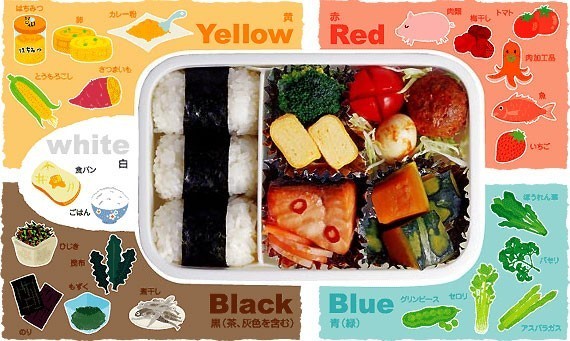 はちみつ
卵
カレー粉
黄
Yellow
はちみつ
とうもろこし
さつまいも
赤
Red
肉類
梅干し
トマト
肉加工品
魚
いちご
white
白
食パン
ごはん
ひじき
昆布
もずく
煮干し
のり
Black
黒（茶、灰色を含む）
Blue
青（緑）
ほうれん草
パセリ
グリンピース
セロリ
アスパラガス